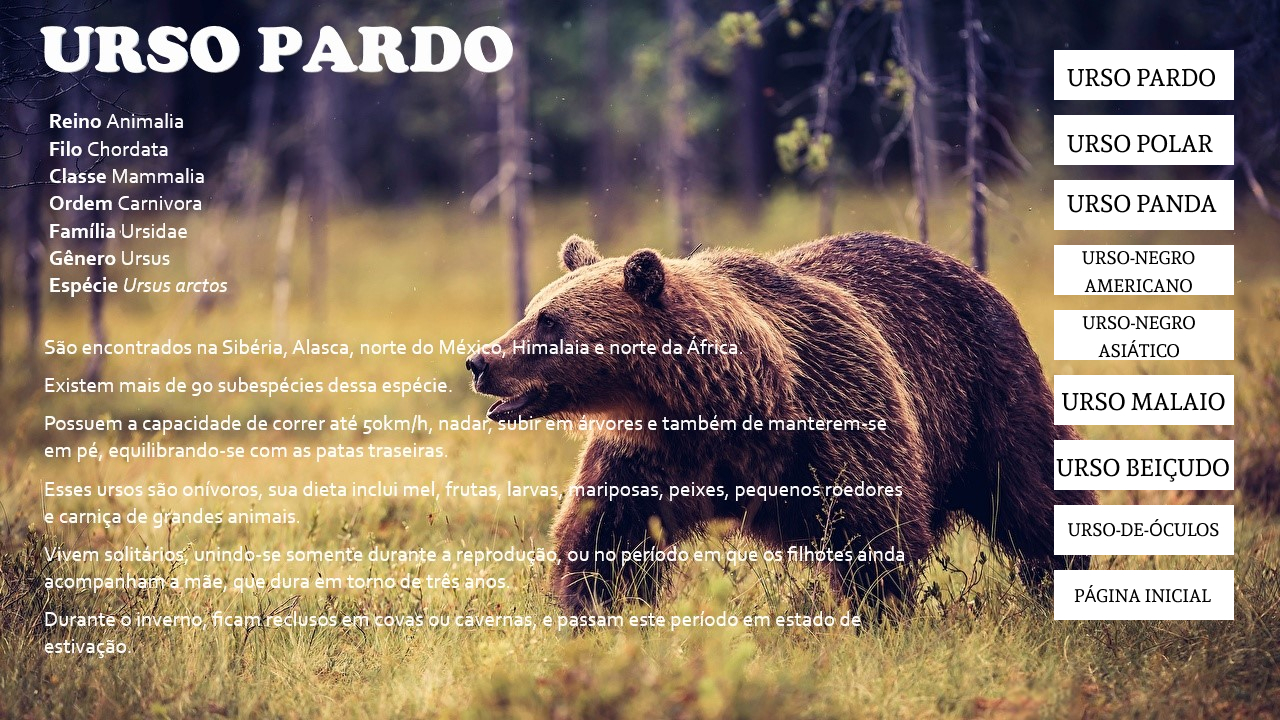 URSO PARDO
Reino Animalia
Filo Chordata
Classe Mammalia
Ordem Carnivora
Família Ursidae
Gênero Ursus
Espécie Ursus arctos
São encontrados na Sibéria, Alasca, norte do México, Himalaia e norte da África.
Existem mais de 90 subespécies dessa espécie.
Possuem a capacidade de correr até 50km/h, nadar, subir em árvores e também de manterem-se
em pé, equilibrando-se com as patas traseiras.
Esses ursos são onívoros, sua dieta inclui mel, frutas, larvas, mariposas, peixes, pequenos roedores
e carniça de grandes animais.
Vivem solitários, unindo-se somente durante a reprodução, ou no período em que os filhotes ainda
acompanham a mãe, que dura em torno de três anos.
Durante o inverno, ficam reclusos em covas ou cavernas, e passam este período em estado de
estivação.
URSO PARDO
URSO POLAR
URSO PANDA
URSO-NEGRO
AMERICANO
URSO-NEGRO
ASIÁTICO
URSO MALAIO
URSO BEIÇUDO
URSO-DE-ÓCULOS
PÁGINA INICIAL